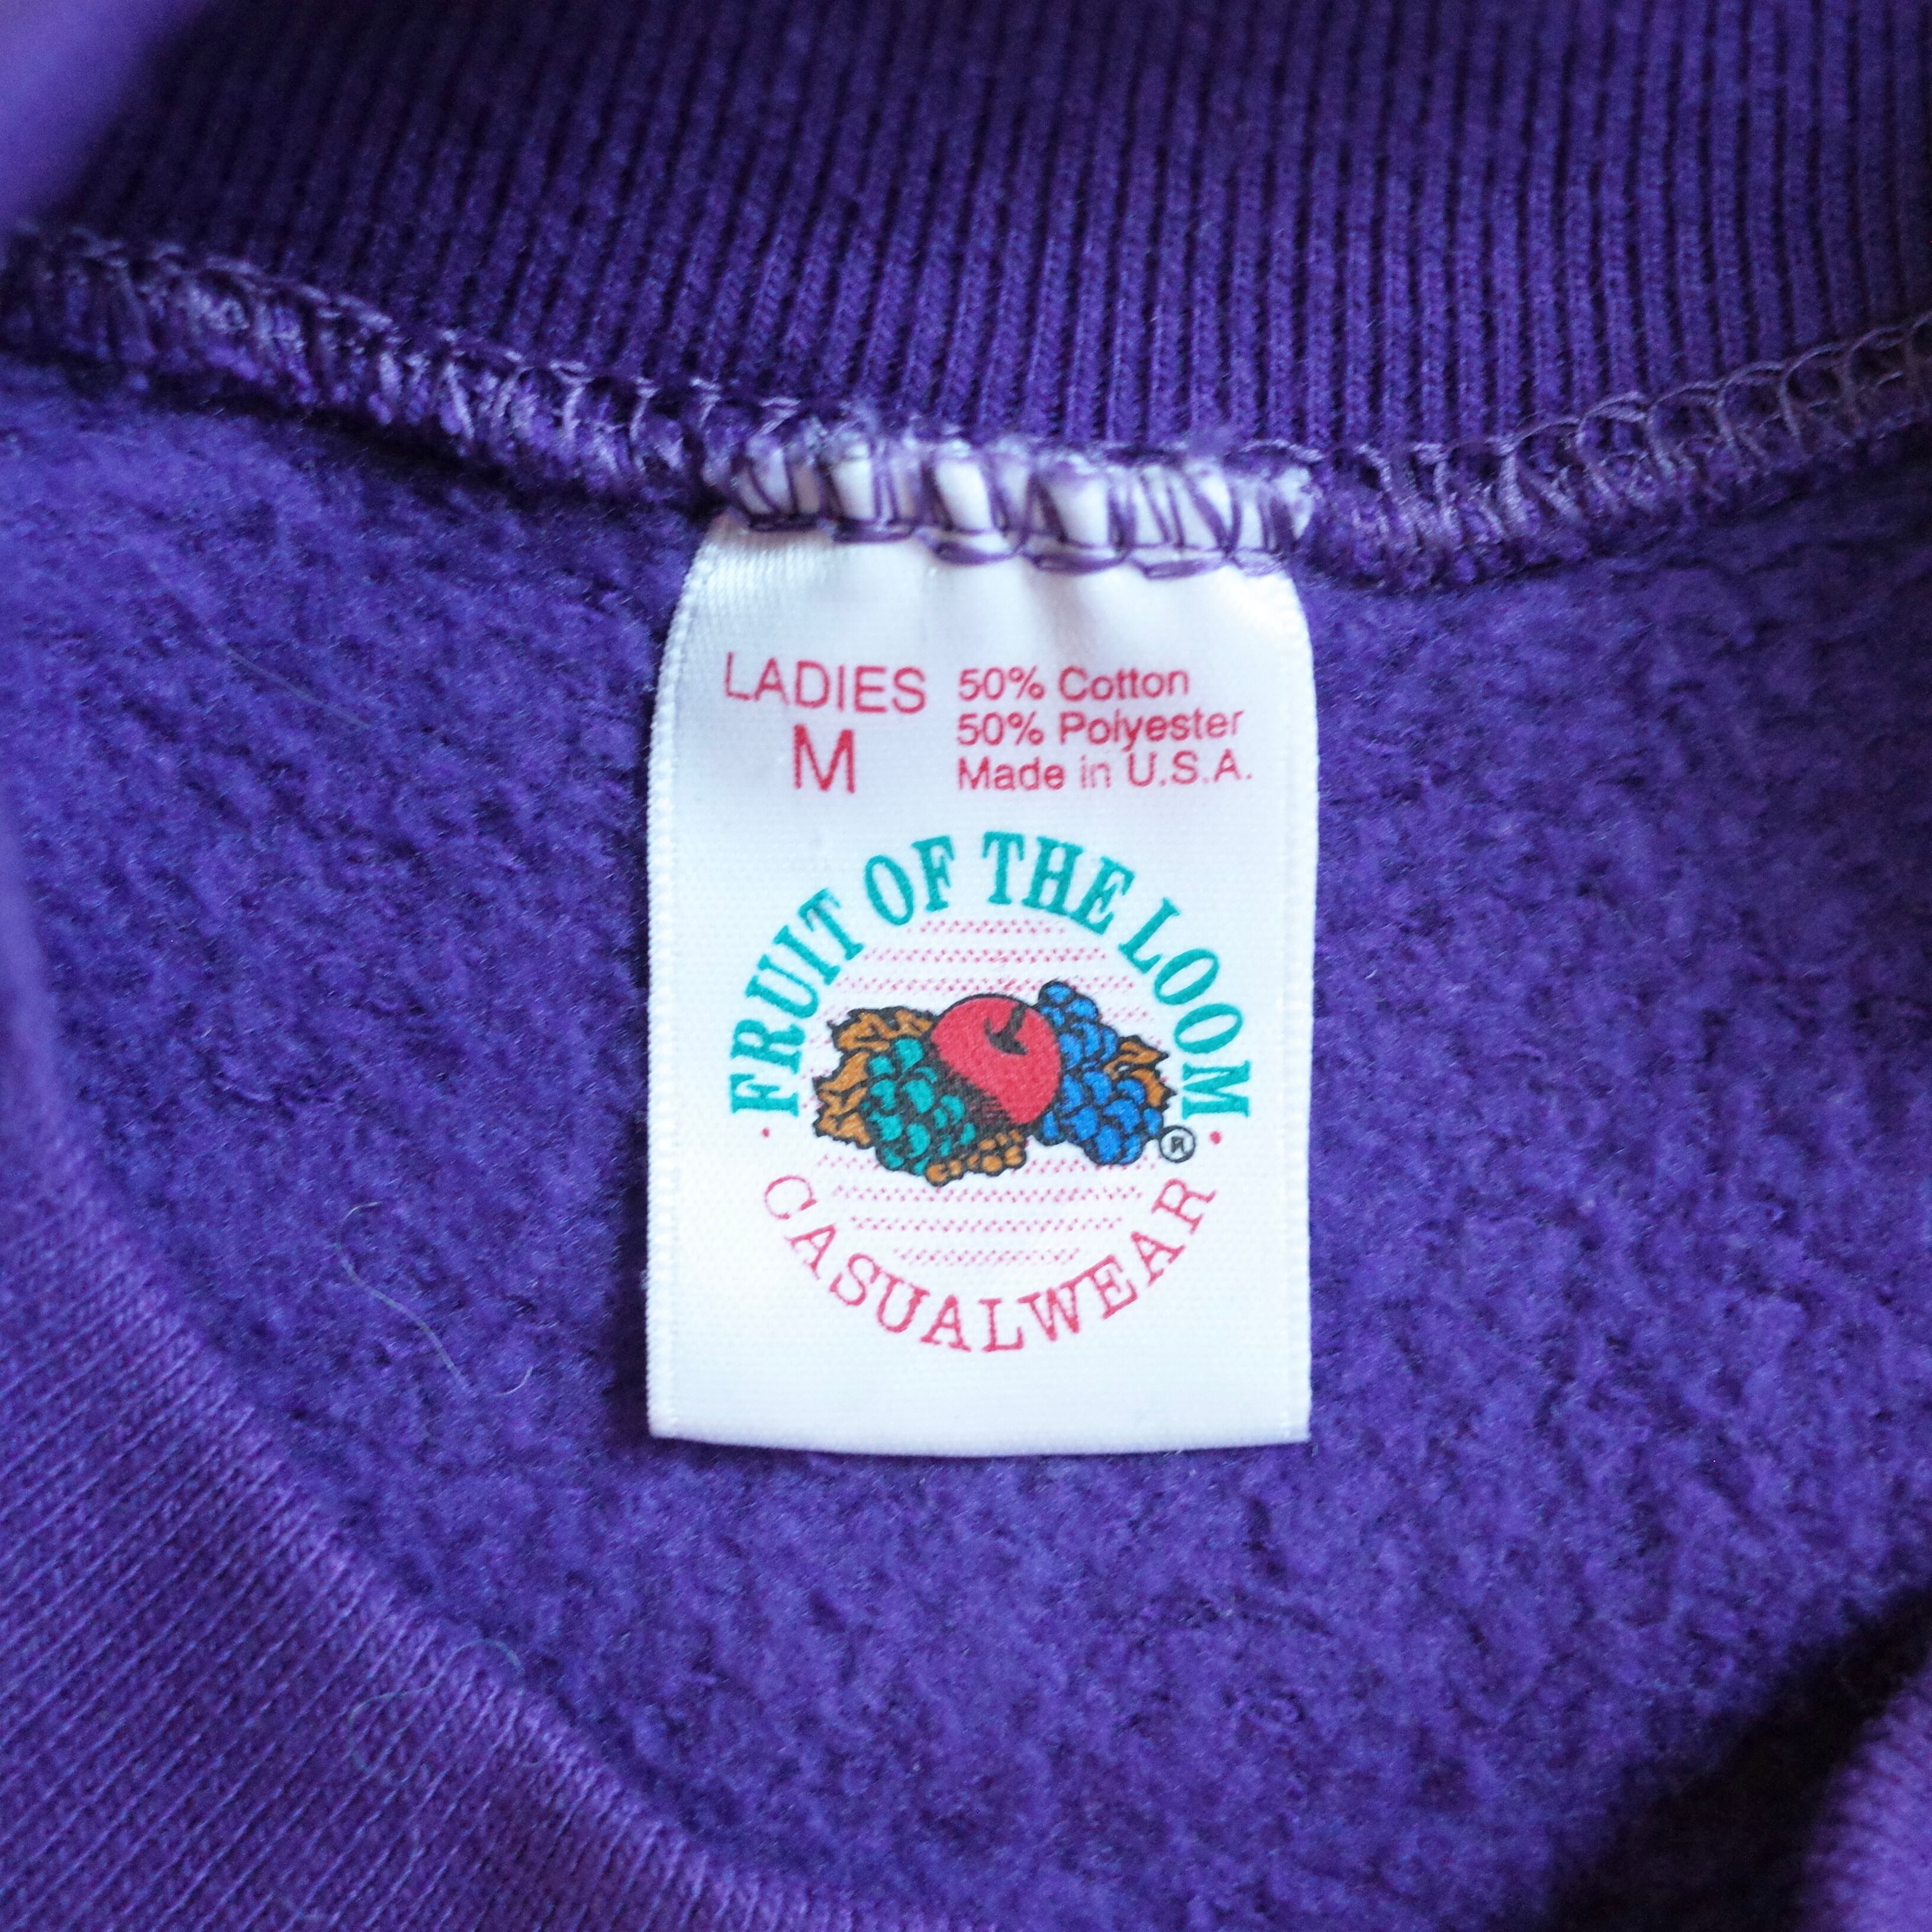 LADIES
M
50% Cotton
50% Polyester
Made in U.S.A.
FRUIT OF THE LOOM
®
CASUALWEAR